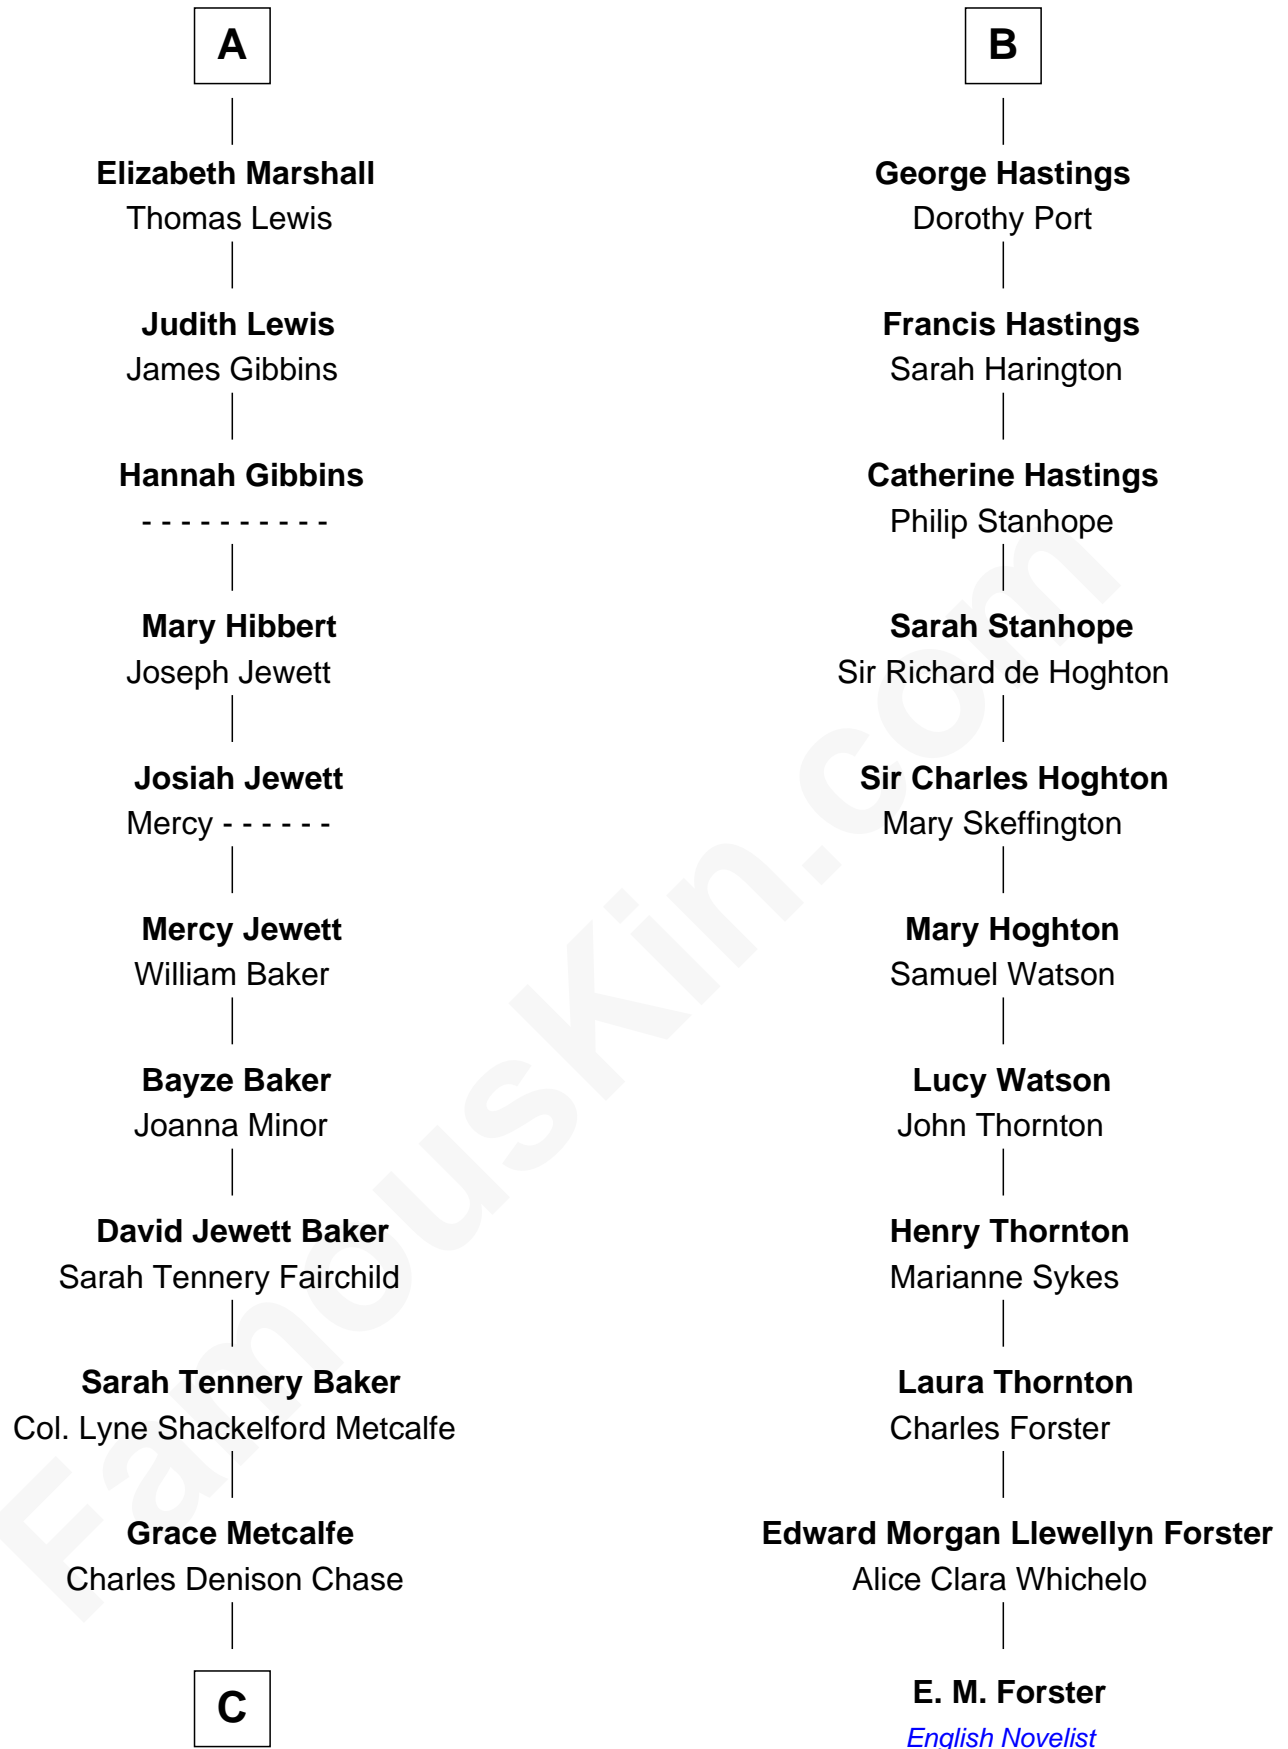 A
Elizabeth Marshall
Thomas Lewis
Judith Lewis
James Gibbins
Hannah Gibbins
- - - - - - - - - -
Mary Hibbert
Joseph Jewett
Josiah Jewett
Mercy - - - - - -
Mercy Jewett
William Baker
Bayze Baker
Joanna Minor
David Jewett Baker
Sarah Tennery Fairchild
Sarah Tennery Baker
Col. Lyne Shackelford Metcalfe
Grace Metcalfe
Charles Denison Chase
C
B
George Hastings
Dorothy Port
Francis Hastings
Sarah Harington
Catherine Hastings
Philip Stanhope
Sarah Stanhope
Sir Richard de Hoghton
Sir Charles Hoghton
Mary Skeffington
Mary Hoghton
Samuel Watson
Lucy Watson
John Thornton
Henry Thornton
Marianne Sykes
Laura Thornton
Charles Forster
Edward Morgan Llewellyn Forster
Alice Clara Whichelo
E. M. Forster
English Novelist
FamousKin.com